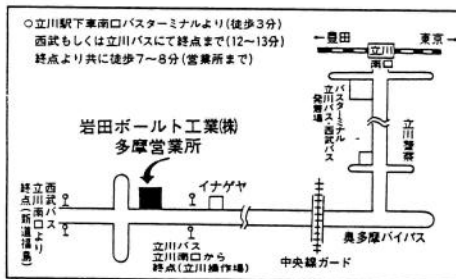 ○立川駅下車南口バスターミナルより(徒歩3分)
西武もしくは立川バスにて終点まで(12〜13分)
終点より共に徒歩7〜8分(営業所まで)
←豊田
東京→
立川
南口
バスターミナル
立川バス・西武バス
発着場
立川警察
岩田ボールト工業(株)
多摩営業所
イナゲヤ
西武バス
立川南口より
終点(新道福島)
立川バス
立川南口から
終点(立川操作場)
中央線ガード
奥多摩バイパス